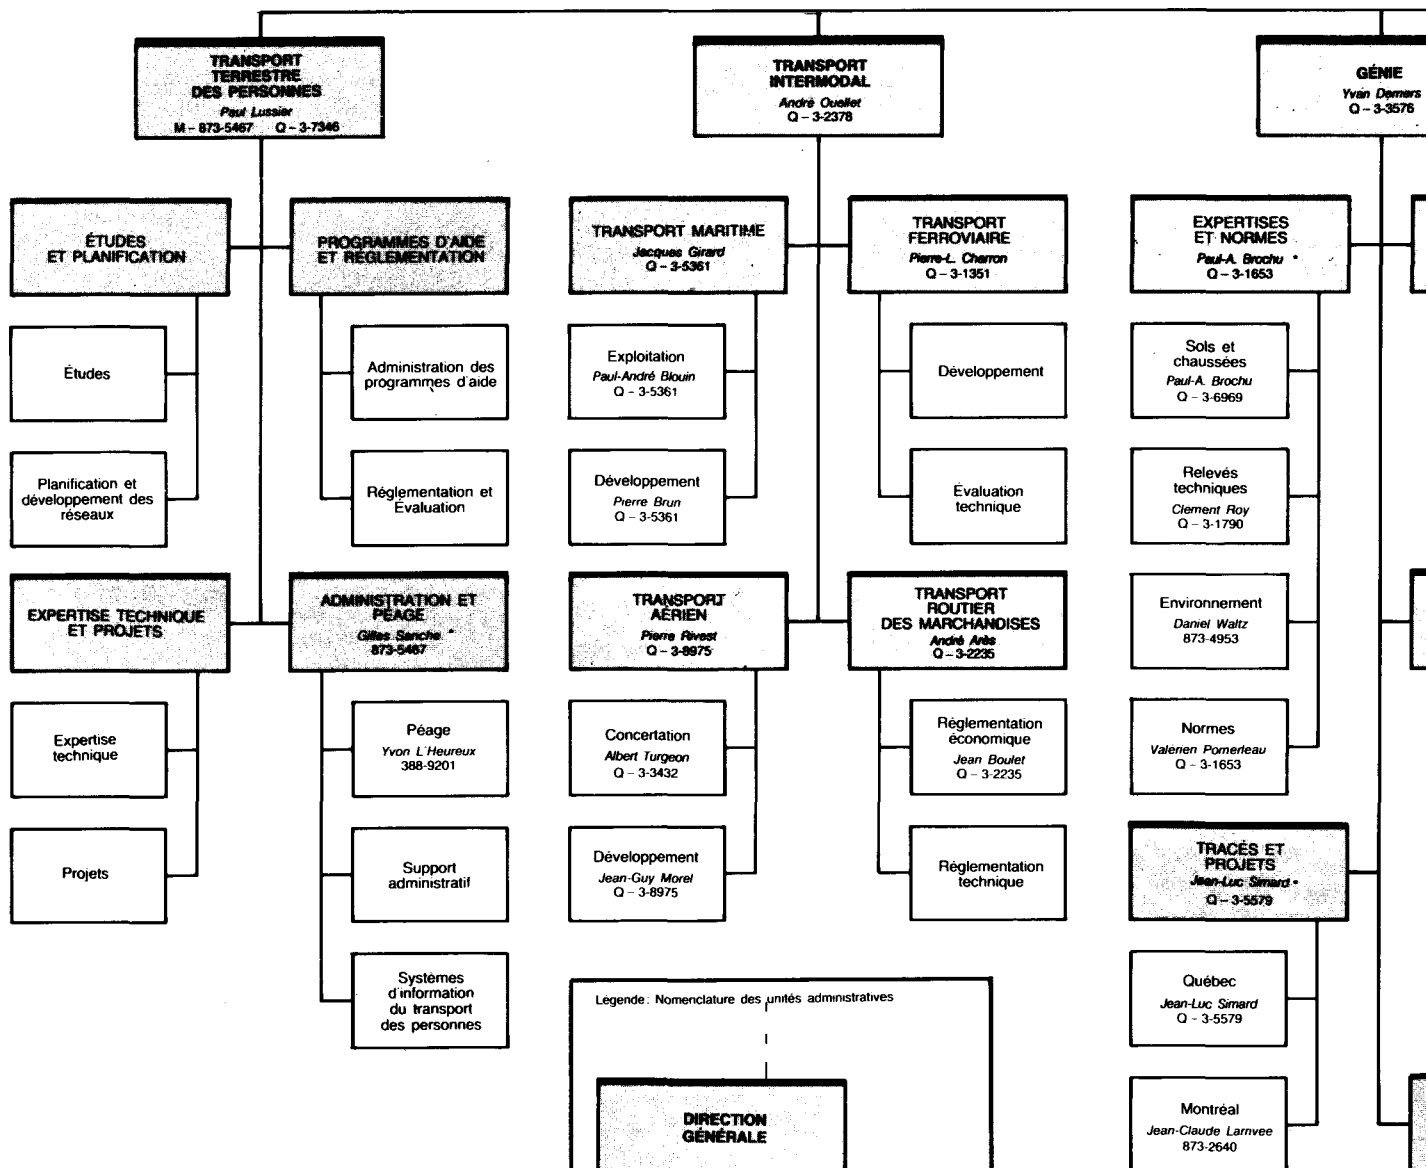 TRANSPORT
TERRESTRE
DES PERSONNES
Paul Lussier
M – 873-5467 Q – 3-7346
ÉTUDES
ET PLANIFICATION
Études
Planification et
développement des
réseaux
PROGRAMMES D'AIDE
ET RÉGLEMENTATION
Administration des
programmes d'aide
Réglementation et
Évaluation
EXPERTISE TECHNIQUE
ET PROJETS
Expertise
technique
Projets
ADMINISTRATION ET
PÉAGE
Gilles Sanche *
873-5467
Péage
Yvon L'Heureux
388-9201
Support
administratif
Systèmes
d'information
du transport
des personnes
TRANSPORT
INTERMODAL
André Ouellet
Q – 3-2378
TRANSPORT MARITIME
Jacques Girard
Q – 3-5361
Exploitation
Paul-André Blouin
Q – 3-5361
Développement
Pierre Brun
Q – 3-5361
TRANSPORT
FERROVIAIRE
Pierre-L. Charron
Q – 3-1351
Développement
Évaluation
technique
TRANSPORT
AÉRIEN
Pierre Rivest
Q – 3-8975
Concertation
Albert Turgeon
Q – 3-3432
Développement
Jean-Guy Morel
Q – 3-8975
TRANSPORT
ROUTIER
DES MARCHANDISES
André Arès
Q – 3-2235
Réglementation
économique
Jean Boulet
Q – 3-2235
Réglementation
technique
GÉNIE
Yvan Demers
Q – 3-3576
EXPERTISES
ET NORMES
Paul-A. Brochu *
Q – 3-1653
Sols et
chaussées
Paul-A. Brochu
Q – 3-6969
Relevés
techniques
Clément Roy
Q – 3-1790
Environnement
Daniel Waltz
873-4953
Normes
Valérien Pomerleau
Q – 3-1653
TRACÉS ET
PROJETS
Jean-Luc Simard *
Q – 3-5579
Québec
Jean-Luc Simard
Q – 3-5579
Montréal
Jean-Claude Larrivee
873-2640
Légende: Nomenclature des unités administratives
DIRECTION
GÉNÉRALE